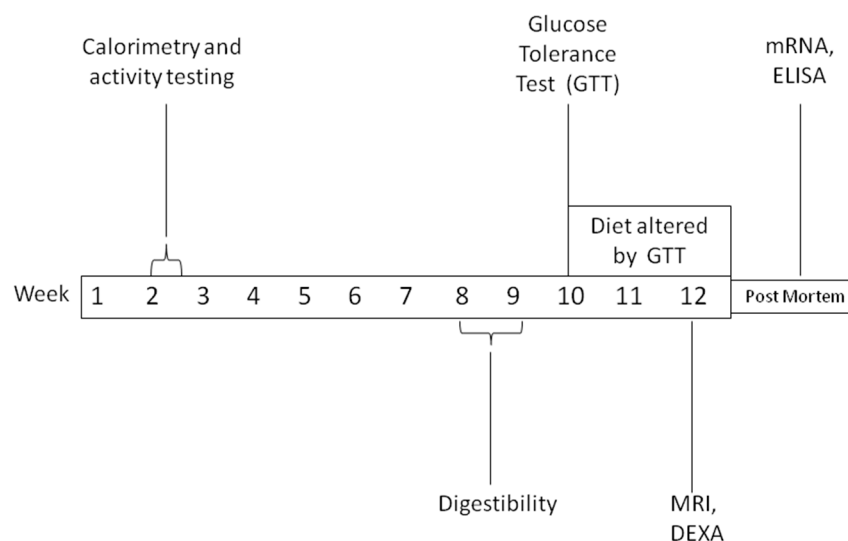 Calorimetry and
activity testing
Glucose
Tolerance
Test (GTT)
mRNA,
ELISA
Diet altered
by GTT
Week 1 2 3 4 5 6 7 8 9 10 11 12 Post Mortem
Digestibility
MRI,
DEXA